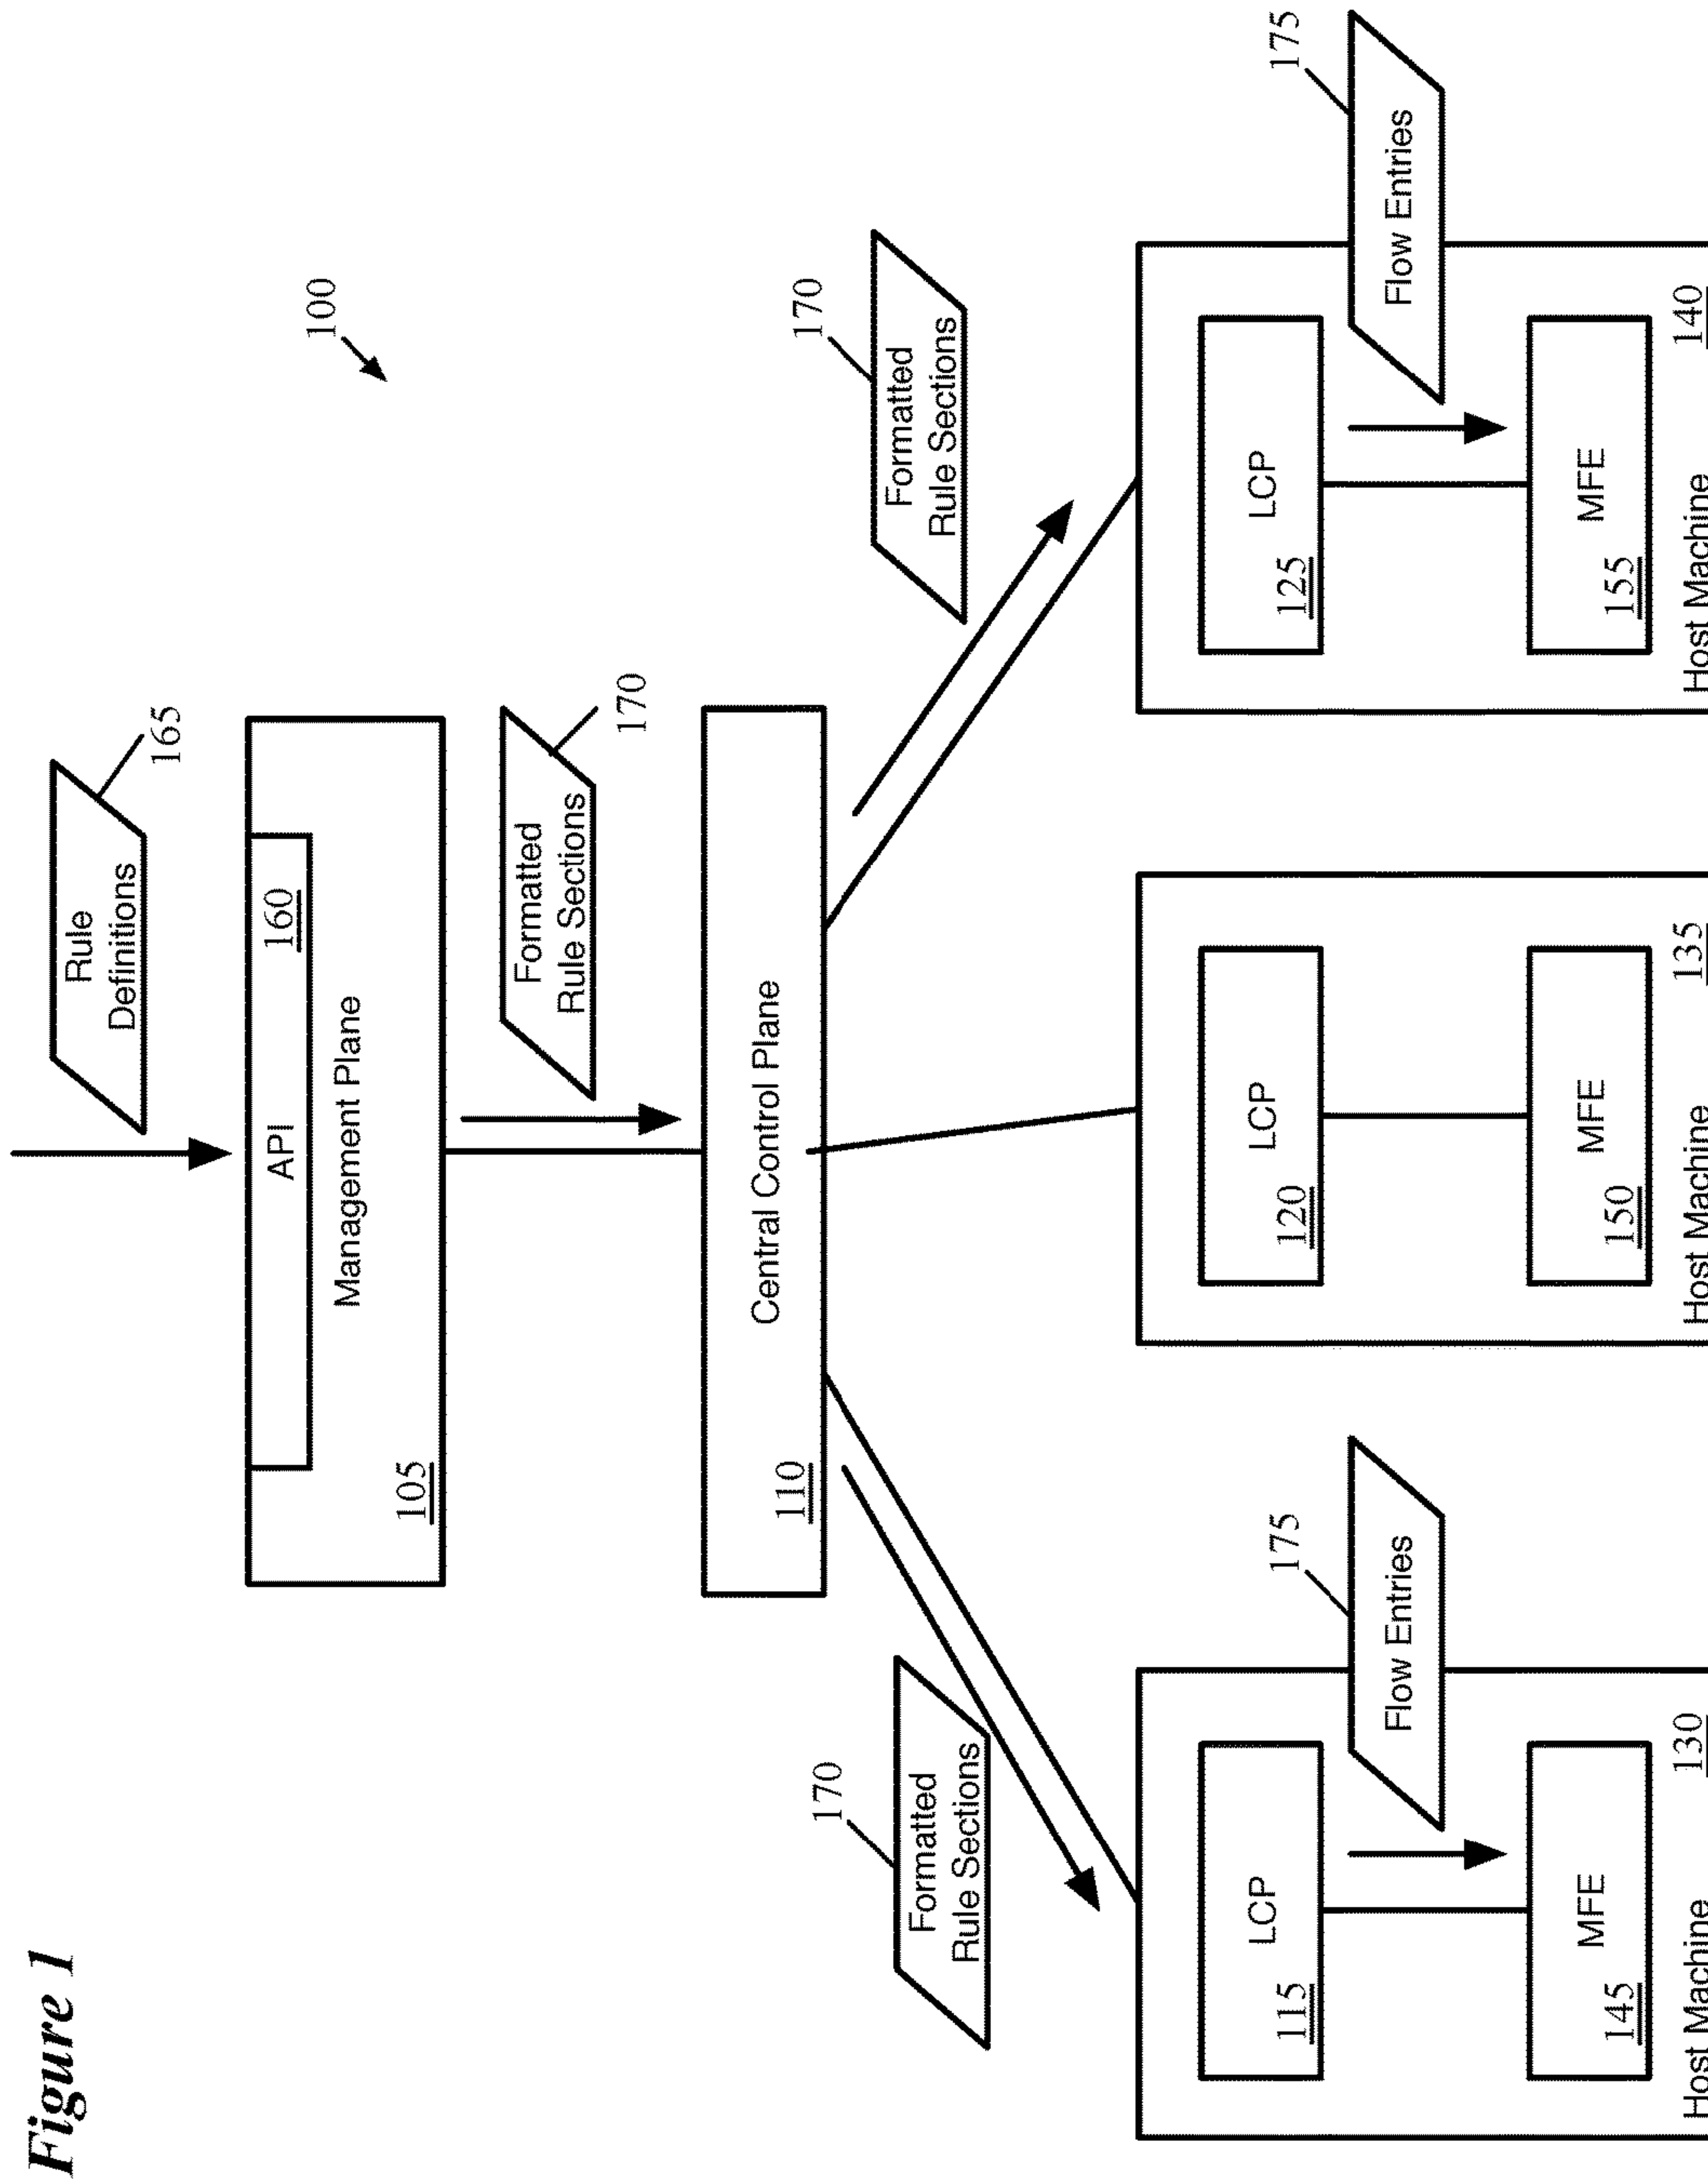 Figure 1
100
Rule
Definitions
165
API
160
Management Plane
105
Formatted
Rule Sections
170
Central Control Plane
110
170
Formatted
Rule Sections
170
Formatted
Rule Sections
LCP
115
175
Flow Entries
MFE
145
Host Machine
130
LCP
120
MFE
150
Host Machine
135
LCP
125
175
Flow Entries
MFE
155
Host Machine
140